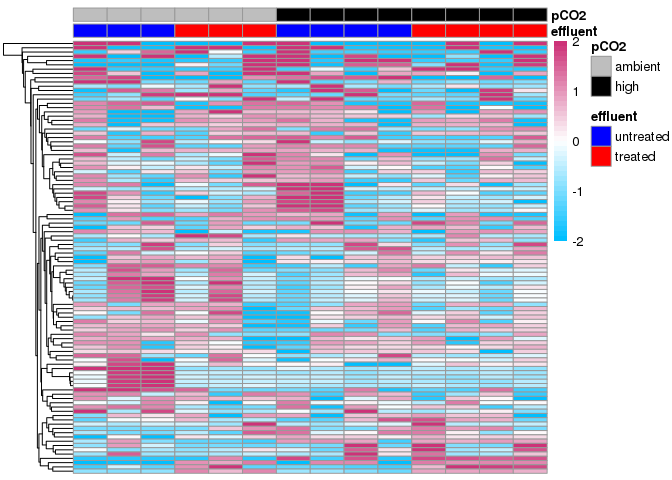 pCO2
effluent
2
1
0
-1
-2
pCO2
ambient
high
effluent
untreated
treated